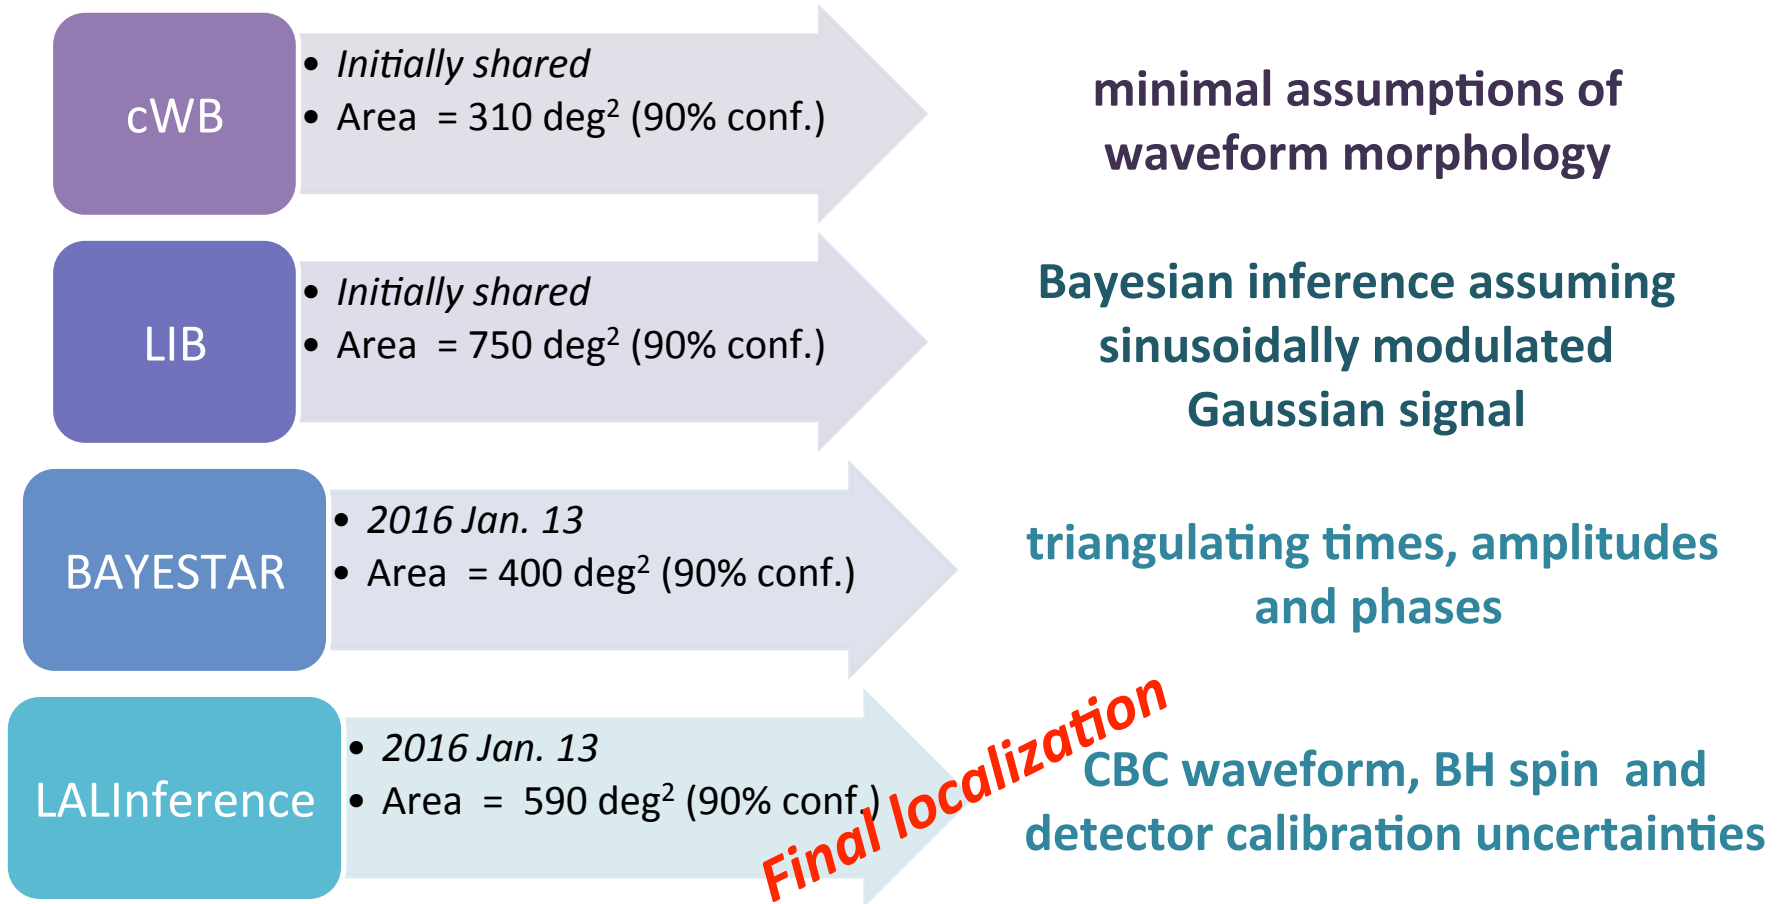 cWB
• Initially shared
• Area = 310 deg² (90% conf.)
minimal assumptions of
waveform morphology
LIB
• Initially shared
• Area = 750 deg² (90% conf.)
Bayesian inference assuming
sinusoidally modulated
Gaussian signal
BAYESTAR
• 2016 Jan. 13
• Area = 400 deg² (90% conf.)
triangulating times, amplitudes
and phases
LALInference
• 2016 Jan. 13
• Area = 590 deg² (90% conf.)
Final localization
CBC waveform, BH spin and
detector calibration uncertainties